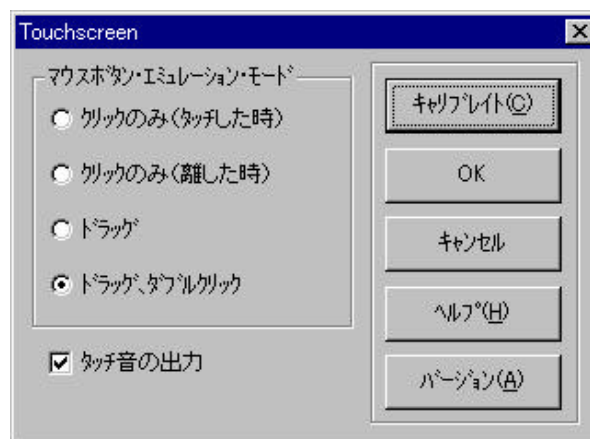 Touchscreen
ﾏｳｽﾎﾞﾀﾝ･ｴﾐｭﾚｰｼｮﾝ･ﾓｰﾄﾞ
ｸﾘｯｸのみ(ﾀｯﾁした時)
ｸﾘｯｸのみ(離した時)
ﾄﾞﾗｯｸﾞ
ﾄﾞﾗｯｸﾞ､ﾀﾞﾌﾞﾙｸﾘｯｸ
ﾀｯﾁ音の出力
ｷｬﾘﾌﾞﾚｲﾄ(C)
OK
ｷｬﾝｾﾙ
ﾍﾙﾌﾟ(H)
ﾊﾞｰｼﾞｮﾝ(A)